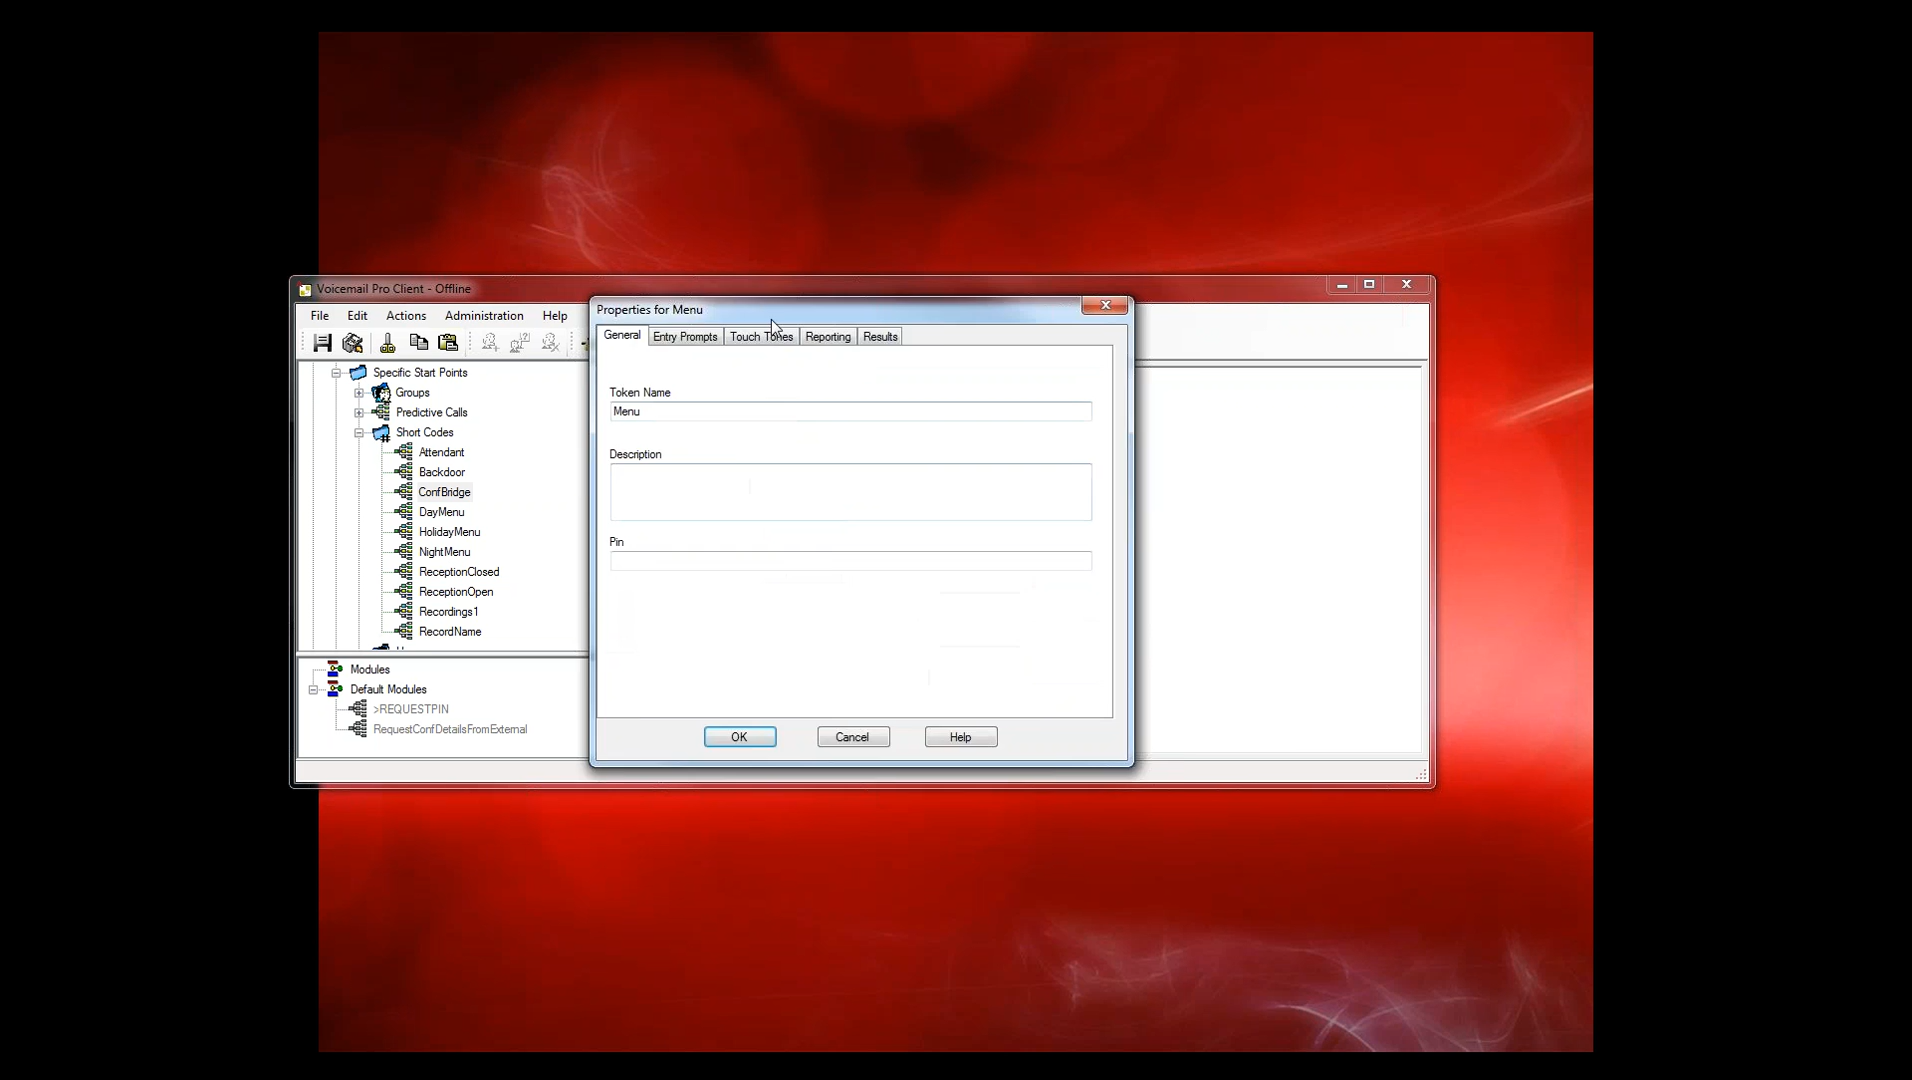 Voicemail Pro Client - Offline
File Edit Actions Administration Help
Specific Start Points
Groups
Predictive Calls
Short Codes
Attendant
Backdoor
ConfBridge
DayMenu
HolidayMenu
NightMenu
ReceptionClosed
ReceptionOpen
Recordings1
RecordName
Modules
Default Modules
>REQUESTPIN
RequestConfDetailsFromExternal
Properties for Menu
General Entry Prompts Touch Tones Reporting Results
Token Name
Menu
Description
Pin
OK Cancel Help